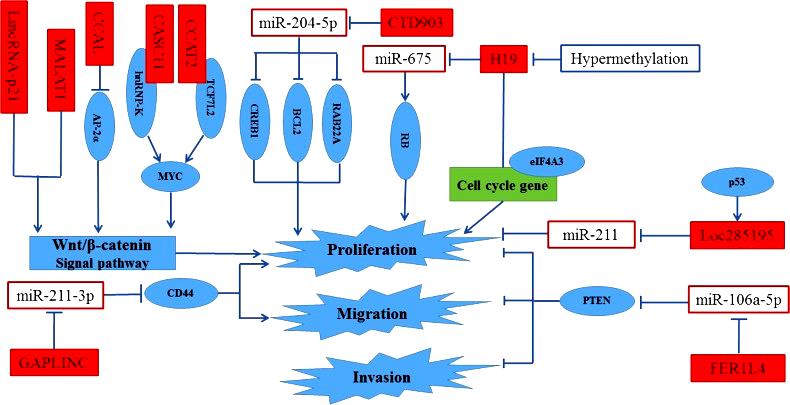 LincRNA-p21
MALAT1
CCAL
CASC11
CCAT2
miR-204-5p
CTD903
miR-675
H19
Hypermethylation
AP-2α
hnRNP-K
TCF7L2
CREB1
BCL2
RAB22A
RB
MYC
eIF4A3
Cell cycle gene
p53
Wnt/β-catenin
Signal pathway
Proliferation
miR-211
Loc285195
miR-211-3p
CD44
Migration
PTEN
miR-106a-5p
GAPLINC
Invasion
FER1L4